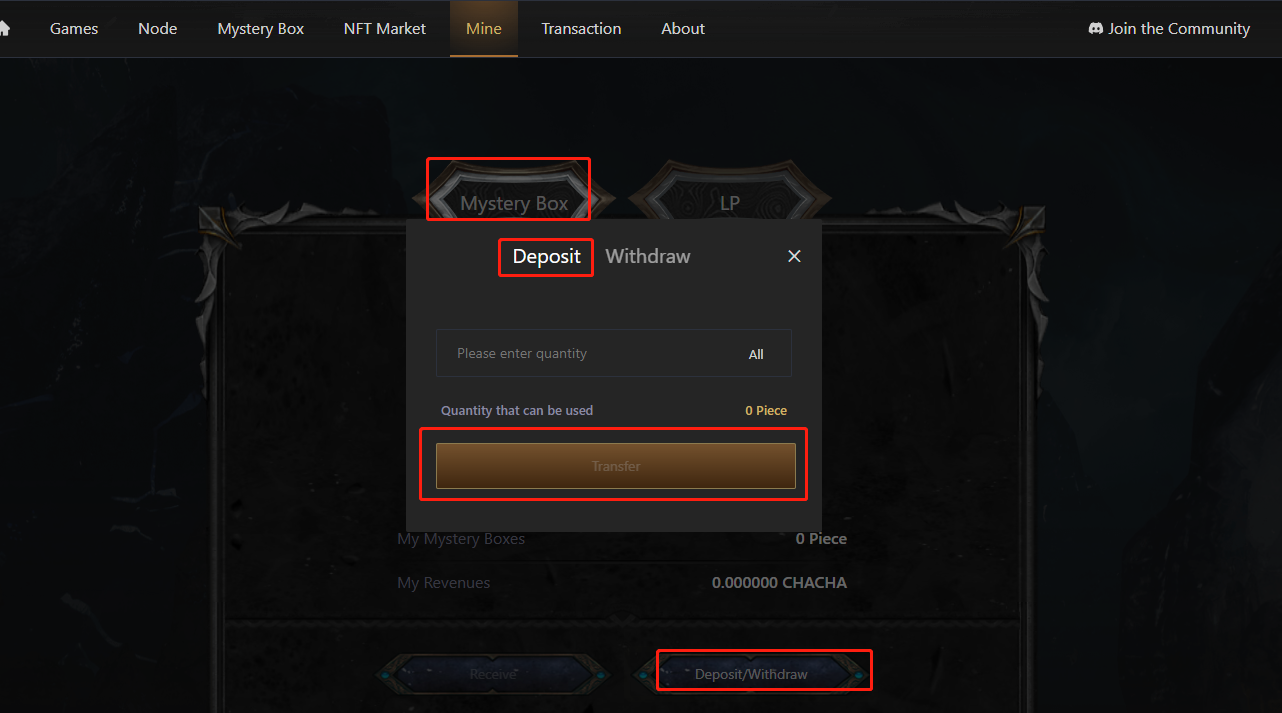 Games Node Mystery Box NFT Market Mine Transaction About Join the Community
Mystery Box LP
Deposit Withdraw
Please enter quantity All
Quantity that can be used 0 Piece
Transfer
My Mystery Boxes 0 Piece
My Revenues 0.000000 CHACHA
Receive Deposit/Withdraw